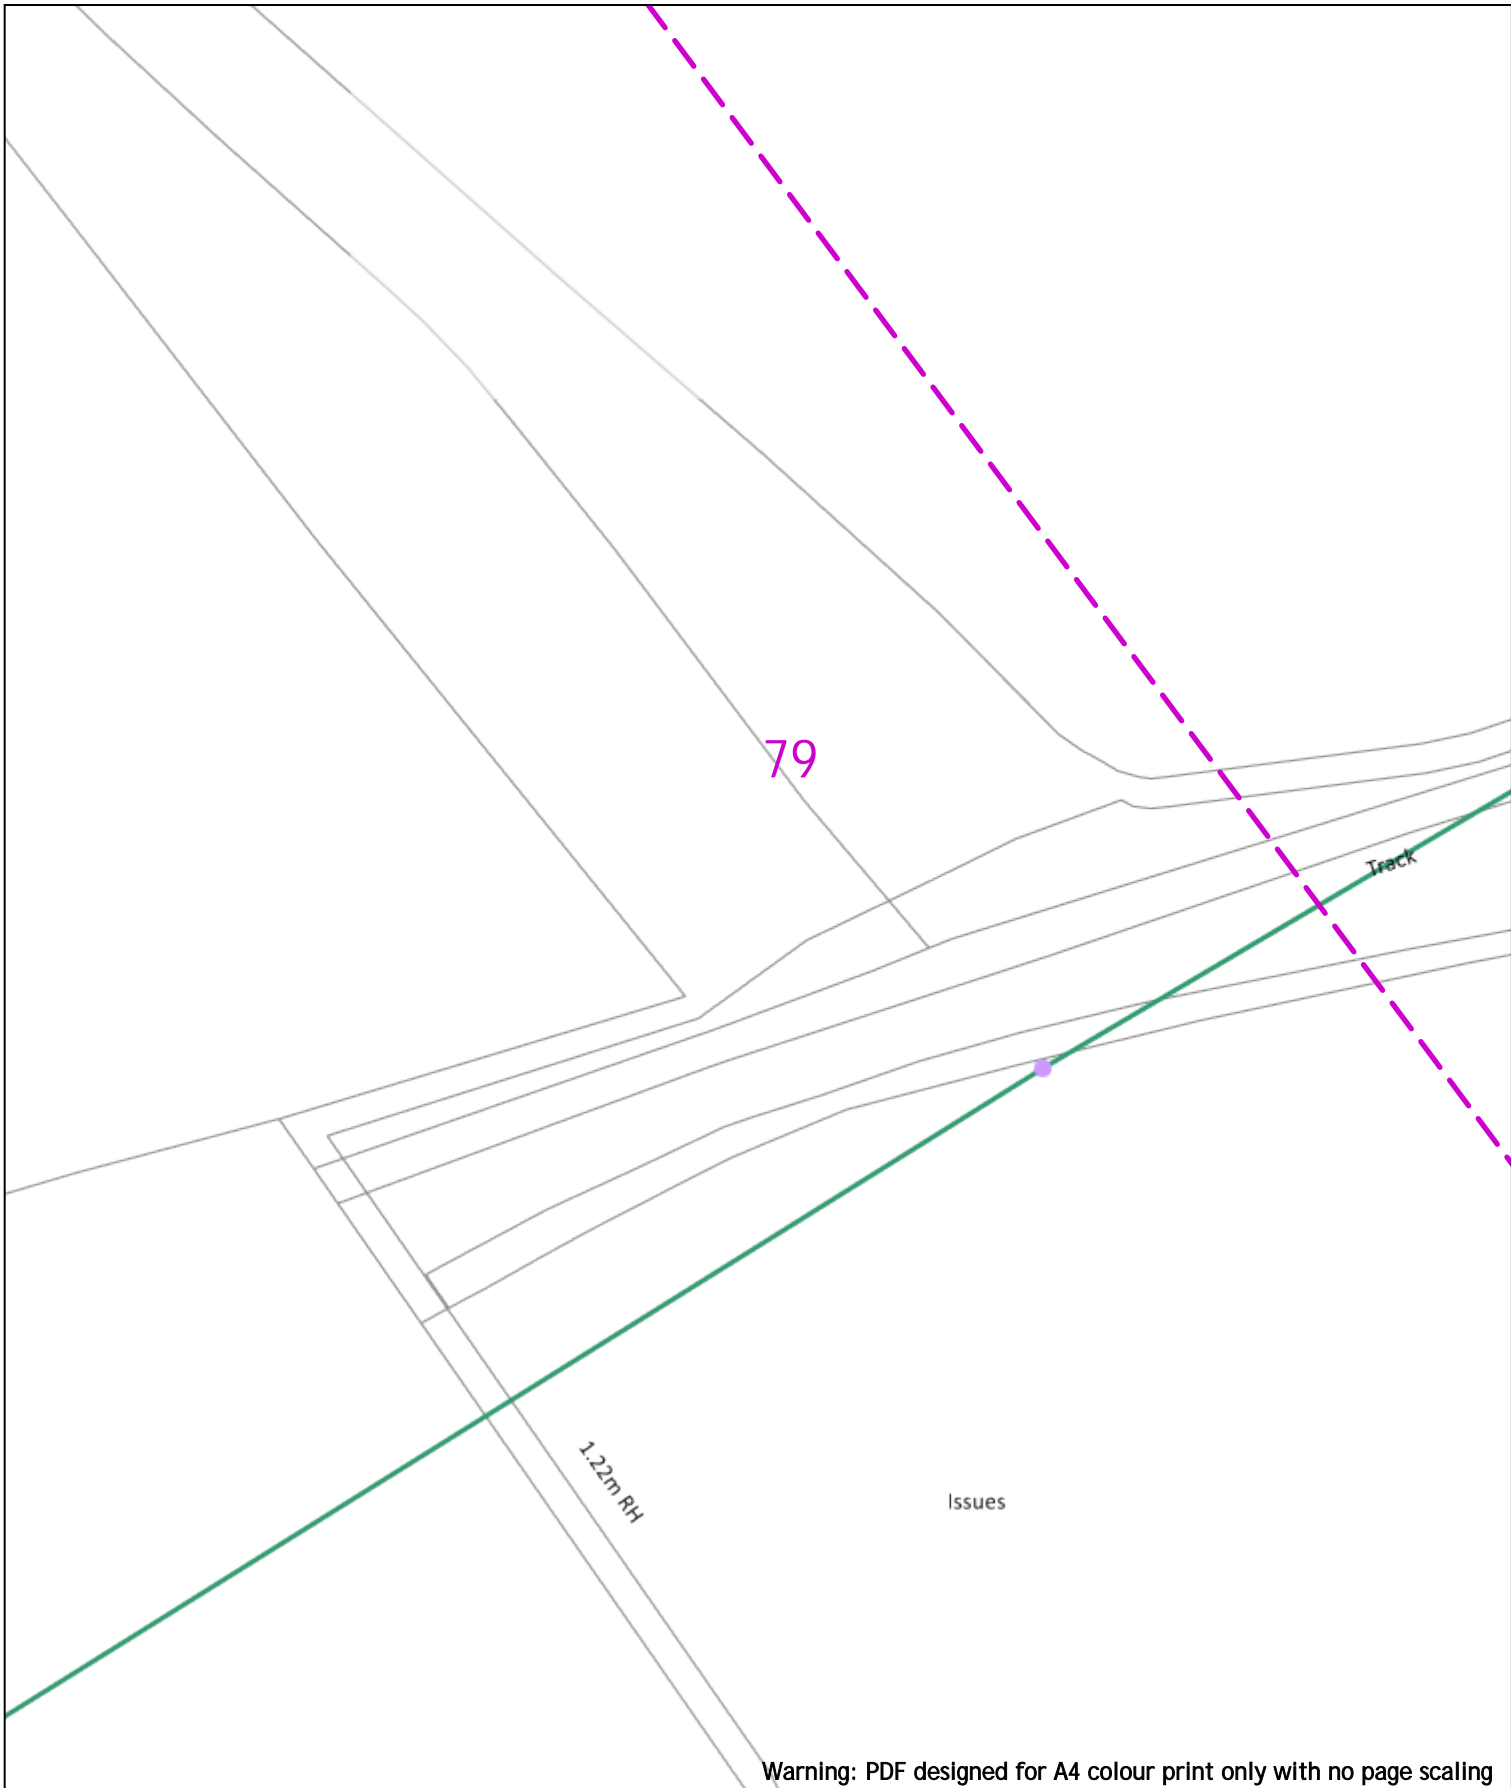 79
Track
1.22m RH
Issues
Warning: PDF designed for A4 colour print only with no page scaling